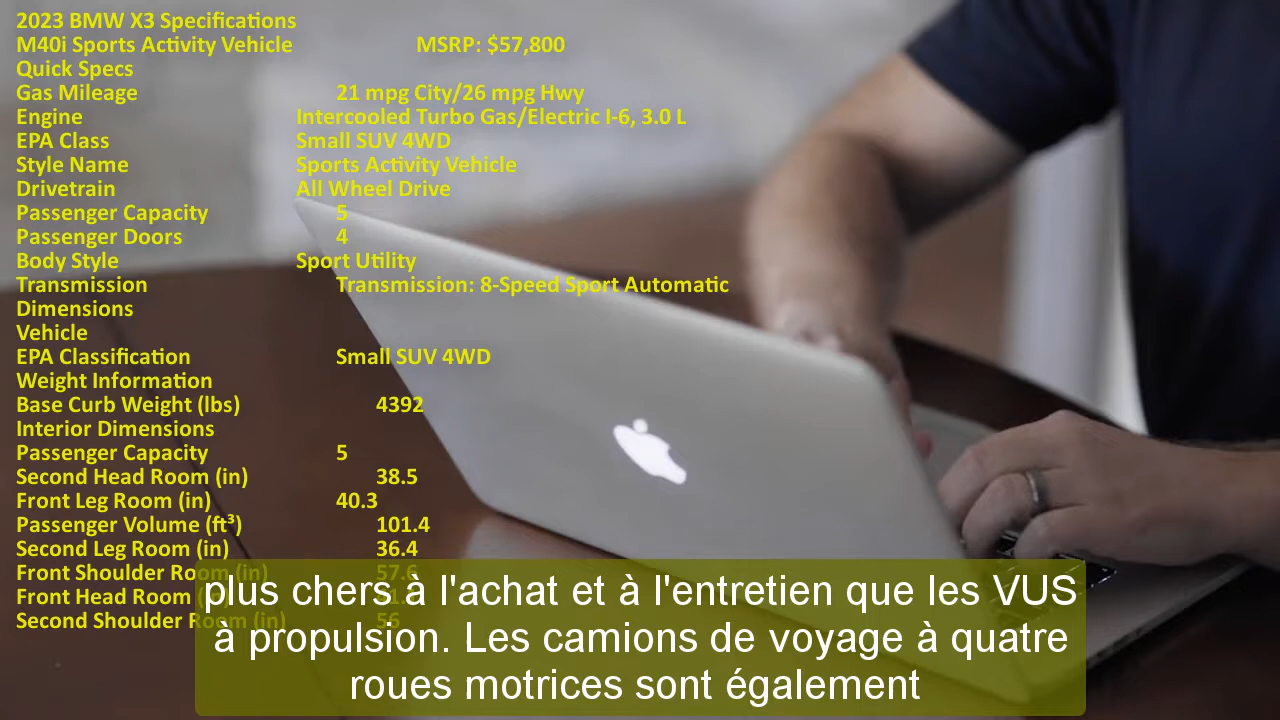 2023 BMW X3 Specifications
M40i Sports Activity Vehicle MSRP: $57,800
Quick Specs
Gas Mileage 21 mpg City/26 mpg Hwy
Engine Intercooled Turbo Gas/Electric I-6, 3.0 L
EPA Class Small SUV 4WD
Style Name Sports Activity Vehicle
Drivetrain All Wheel Drive
Passenger Capacity 5
Passenger Doors 4
Body Style Sport Utility
Transmission Transmission: 8-Speed Sport Automatic
Dimensions
Vehicle
EPA Classification Small SUV 4WD
Weight Information
Base Curb Weight (lbs) 4392
Interior Dimensions
Passenger Capacity 5
Second Head Room (in) 38.5
Front Leg Room (in) 40.3
Passenger Volume (ft³) 101.4
Second Leg Room (in) 36.4
Front Shoulder Room (in) 57.6
Front Head Room
Second Shoulder Room (in) 56
plus chers à l'achat et à l'entretien que les VUS
à propulsion. Les camions de voyage à quatre
roues motrices sont également